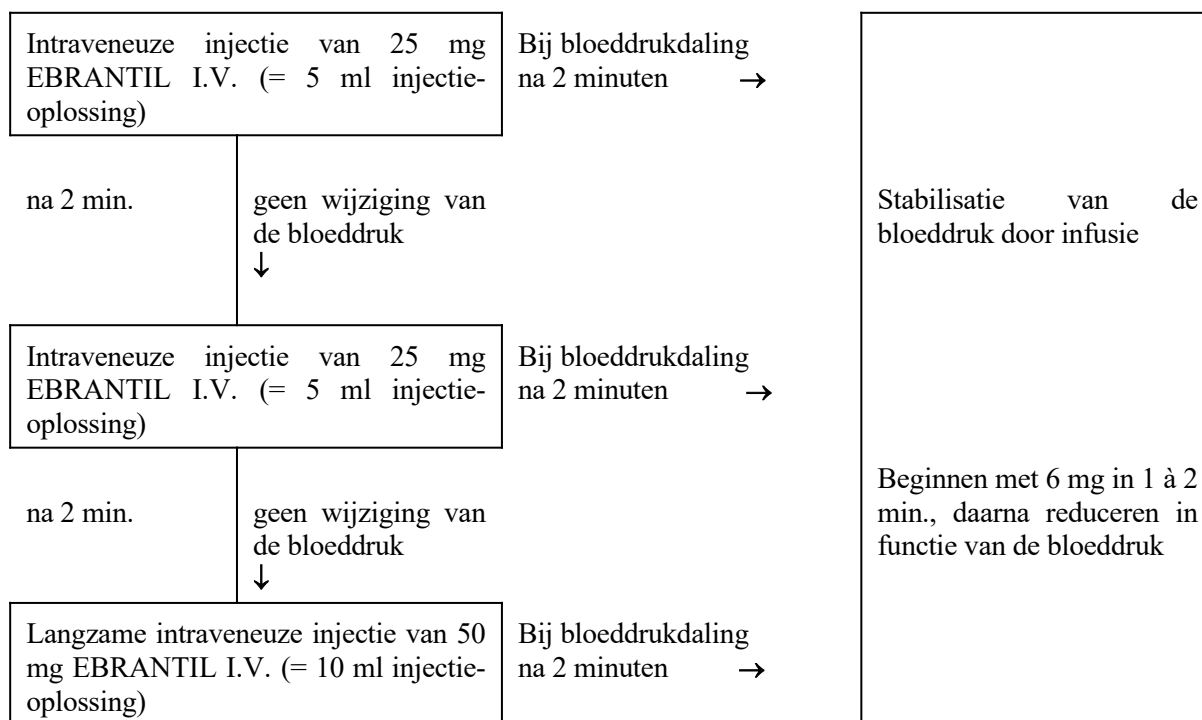 Intraveneuze injectie van 25 mg
EBRANTIL I.V. (= 5 ml injectie-
oplossing)
Bij bloeddrukdaling
na 2 minuten →
na 2 min.
geen wijziging van
de bloeddruk
↓
Stabilisatie van de
bloeddruk door infusie
Intraveneuze injectie van 25 mg
EBRANTIL I.V. (= 5 ml injectie-
oplossing)
Bij bloeddrukdaling
na 2 minuten →
na 2 min.
geen wijziging van
de bloeddruk
↓
Beginnen met 6 mg in 1 à 2
min., daarna reduceren in
functie van de bloeddruk
Langzame intraveneuze injectie van 50
mg EBRANTIL I.V. (= 10 ml injectie-
oplossing)
Bij bloeddrukdaling
na 2 minuten →